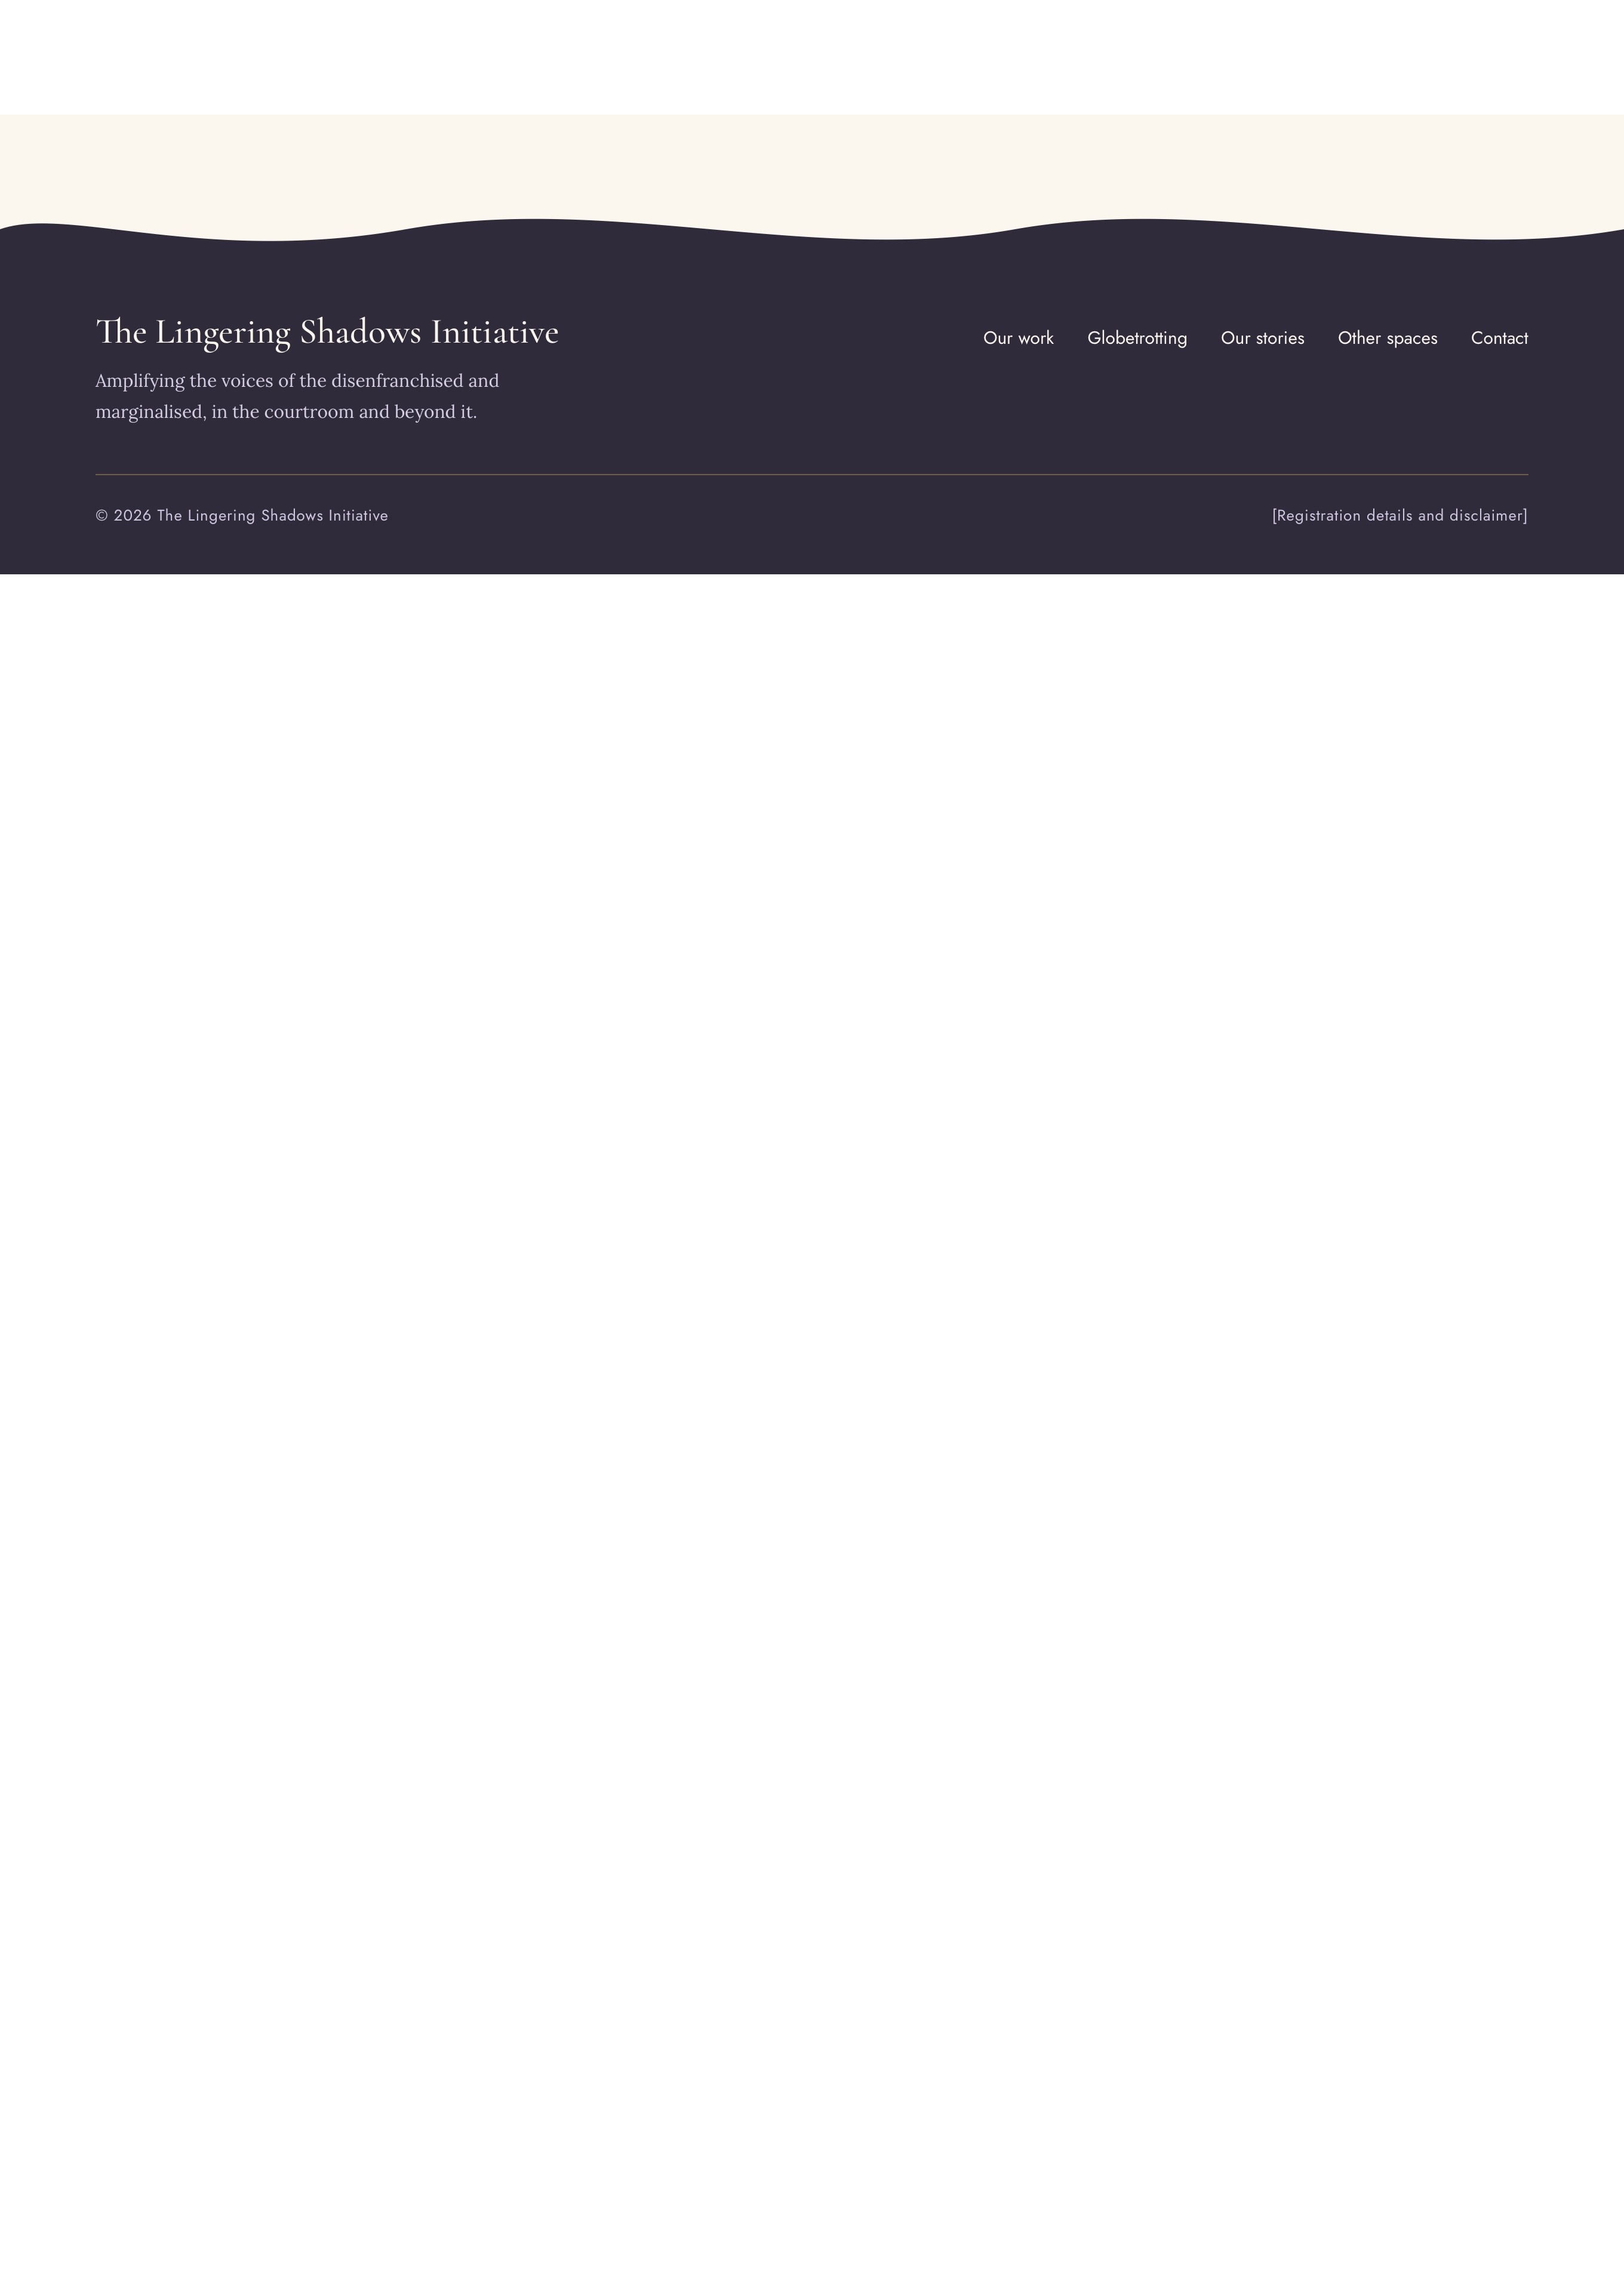 The Lingering Shadows Initiative
Our work Globetrotting Our stories Other spaces Contact
Amplifying the voices of the disenfranchised and
marginalised, in the courtroom and beyond it.
© 2026 The Lingering Shadows Initiative
[Registration details and disclaimer]